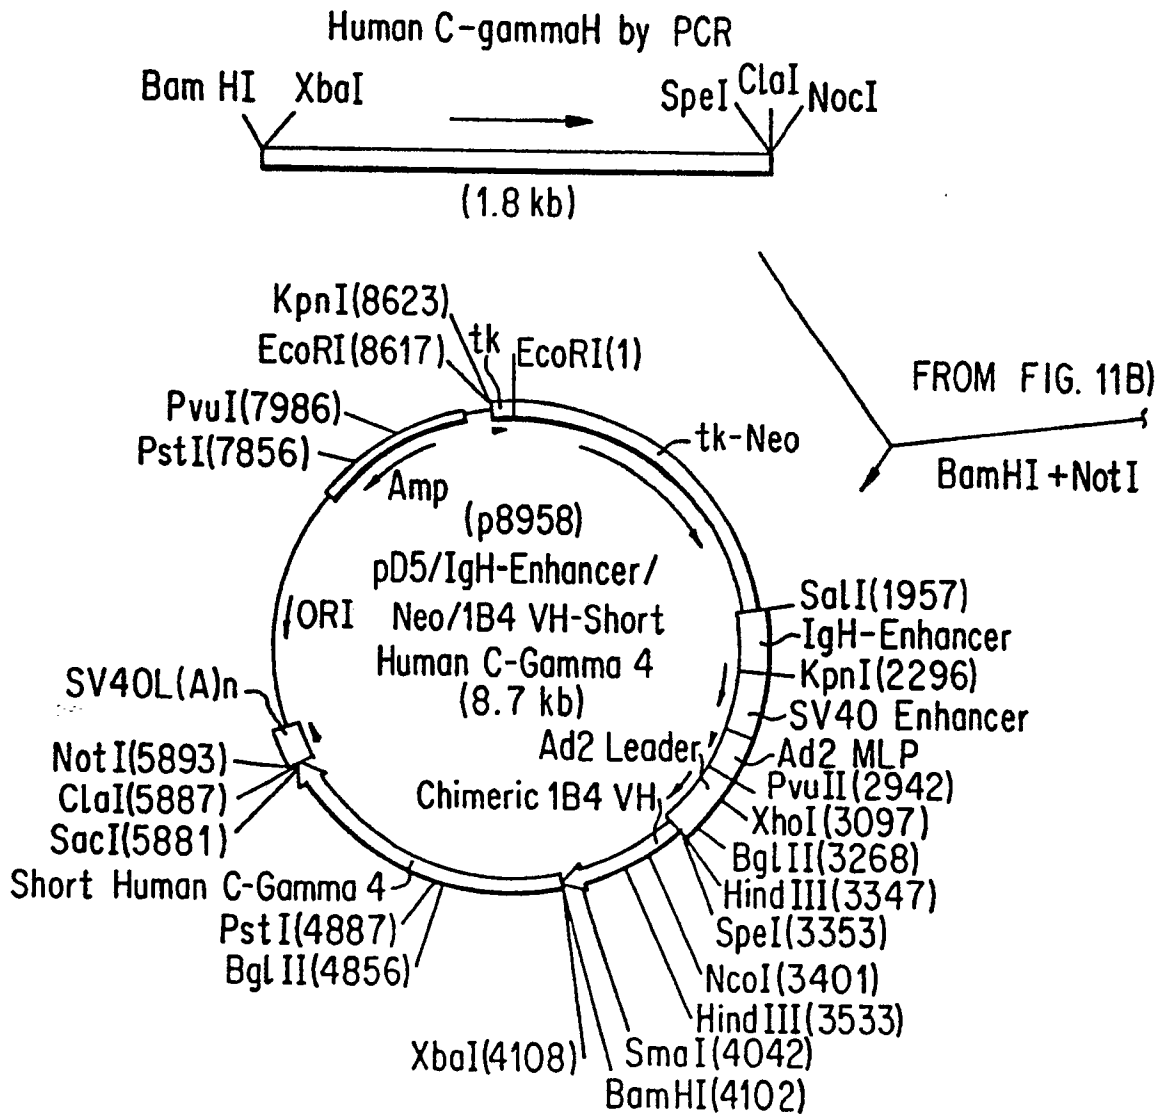 Human C-gammaH by PCR
Bam HI
XbaI
SpeI
ClaI
NocI
(1.8 kb)
KpnI(8623)
EcoRI(8617)
tk
EcoRI(1)
PvuI(7986)
PstI(7856)
Amp
tk-Neo
FROM FIG. 11B)
BamHI+NotI
(p8958)
pD5/IgH-Enhancer/
Neo/1B4 VH-Short
Human C-Gamma 4
(8.7 kb)
ORI
SalI(1957)
IgH-Enhancer
KpnI(2296)
SV40 Enhancer
Ad2 MLP
PvuII(2942)
XhoI(3097)
BglII(3268)
HindIII(3347)
SpeI(3353)
NcoI(3401)
HindIII(3533)
SmaI(4042)
BamHI(4102)
XbaI(4108)
Ad2 Leader
Chimeric 1B4 VH
SV40L(A)n
NotI(5893)
ClaI(5887)
SacI(5881)
Short Human C-Gamma 4
PstI(4887)
BglII(4856)